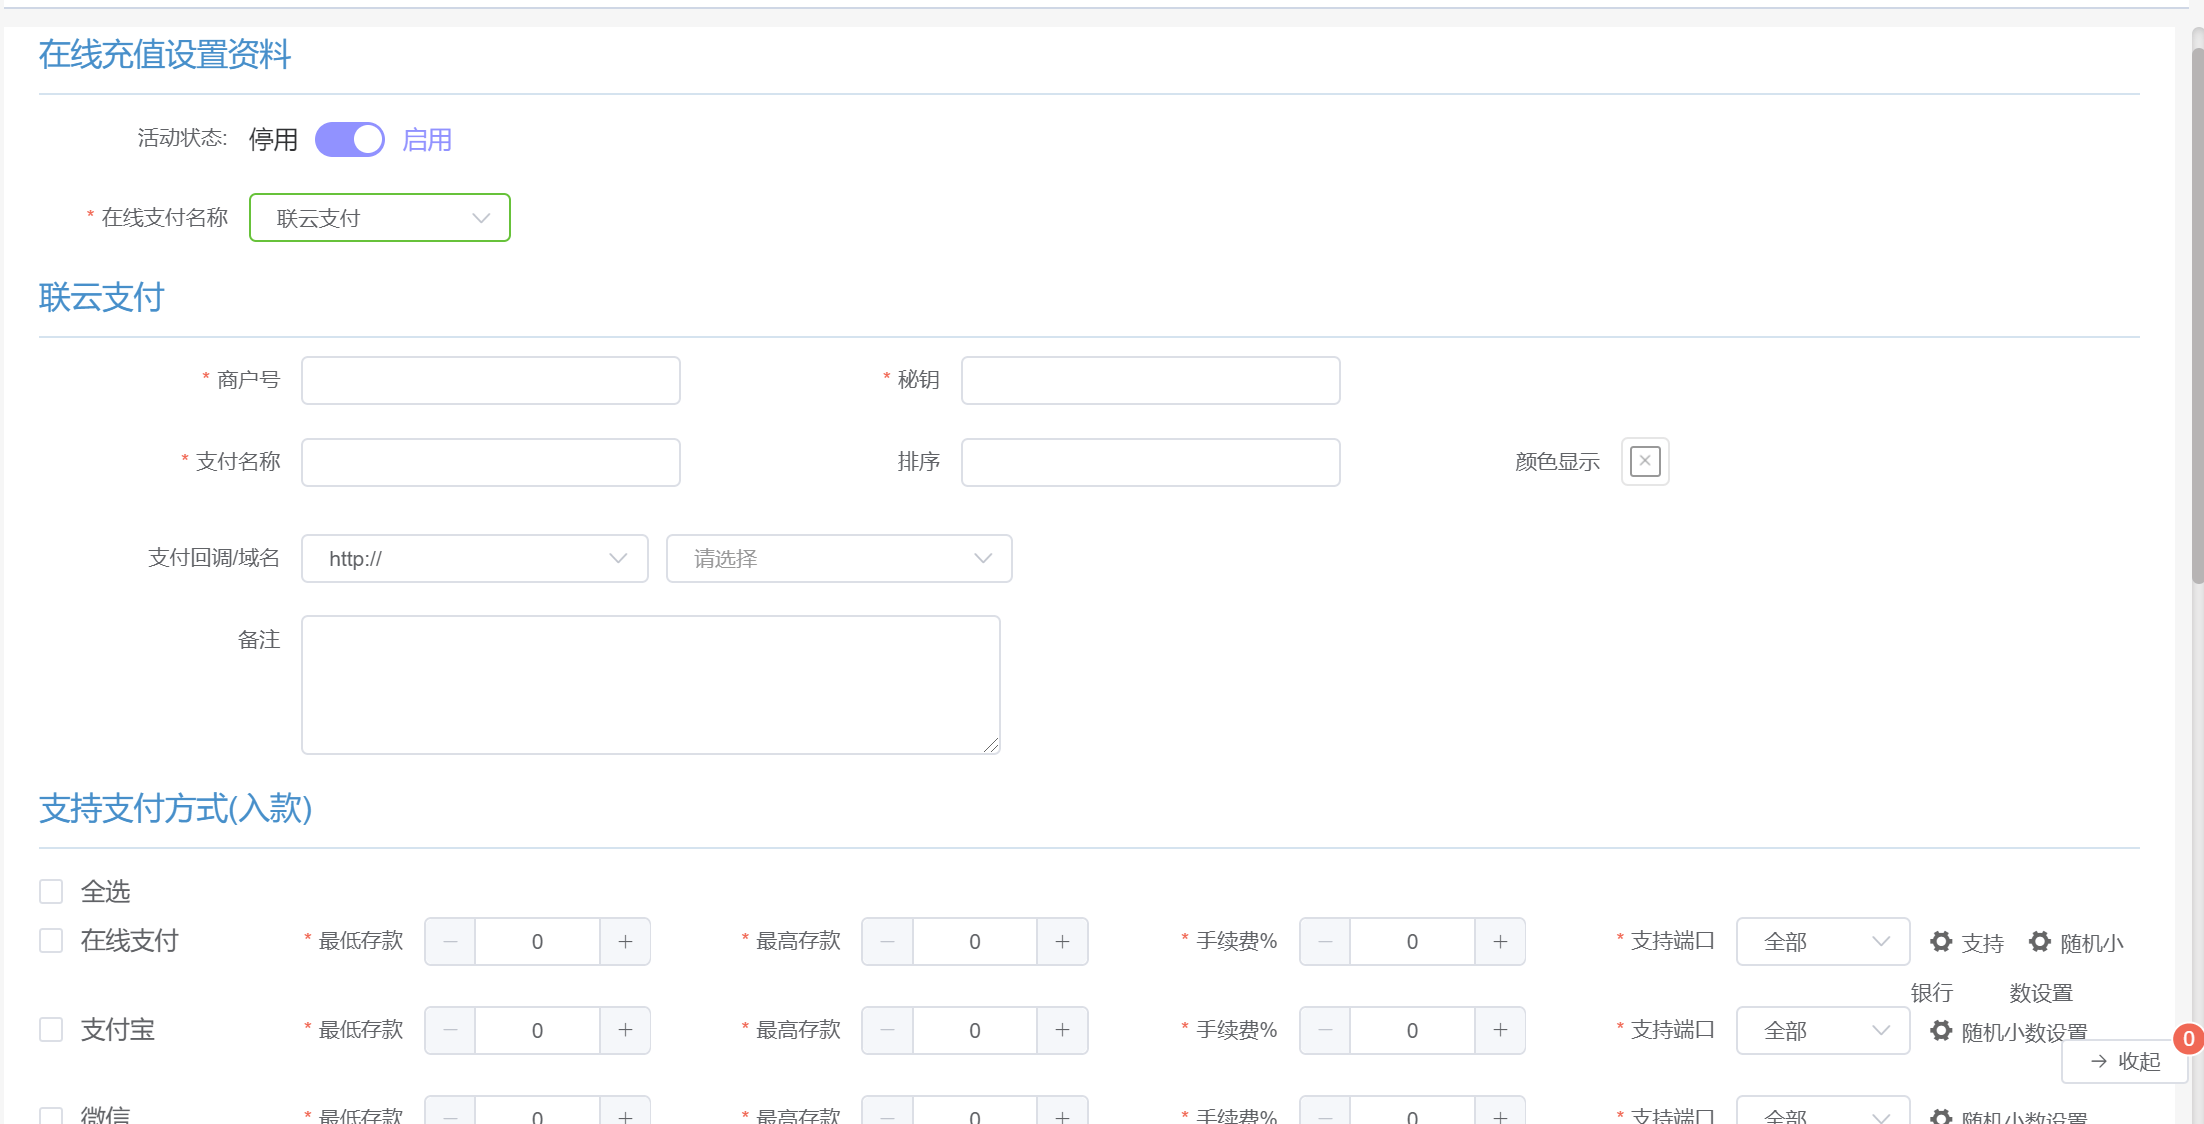 在线充值设置资料
活动状态: 停用 启用
* 在线支付名称 联云支付
联云支付
* 商户号 * 秘钥
* 支付名称 排序 颜色显示
支付回调/域名 http:// 请选择
备注
支持支付方式(入款)
全选
在线支付 * 最低存款 0 * 最高存款 0 * 手续费% 0 * 支持端口 全部 支持 随机小
银行 数设置
支付宝 * 最低存款 0 * 最高存款 0 * 手续费% 0 * 支持端口 全部 随机小数设置
0
→ 收起
微信 * 最低存款 0 * 最高存款 0 * 手续费% 0 * 支持端口 全部 随机小数设置